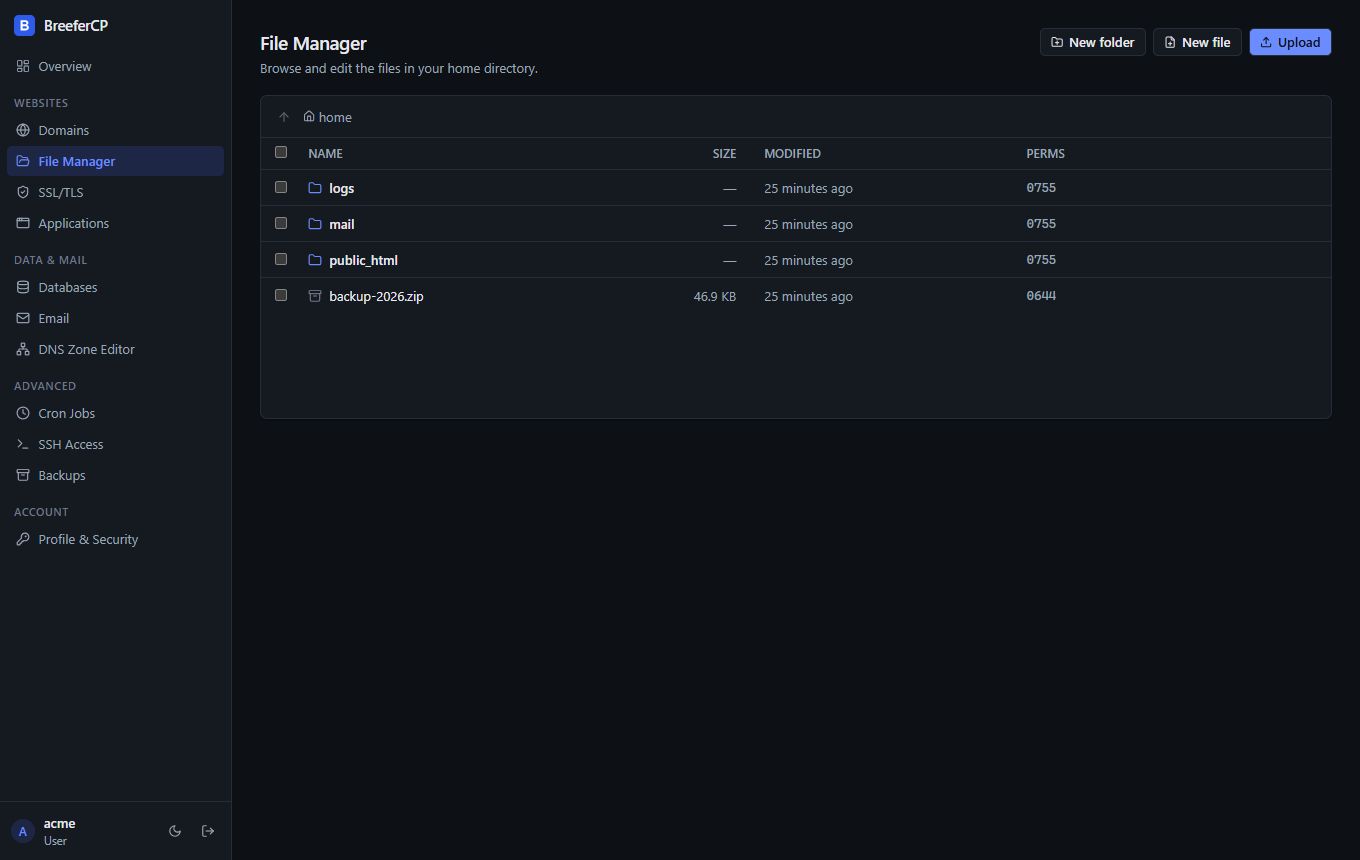 B BreeferCP
Overview
WEBSITES
Domains
File Manager
SSL/TLS
Applications
DATA & MAIL
Databases
Email
DNS Zone Editor
ADVANCED
Cron Jobs
SSH Access
Backups
ACCOUNT
Profile & Security
A acme
User
File Manager
Browse and edit the files in your home directory.
New folder New file Upload
home
NAME SIZE MODIFIED PERMS
logs — 25 minutes ago 0755
mail — 25 minutes ago 0755
public_html — 25 minutes ago 0755
backup-2026.zip 46.9 KB 25 minutes ago 0644